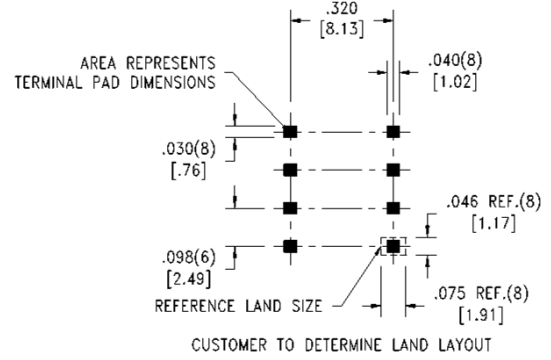 .320
[8.13]
AREA REPRESENTS
TERMINAL PAD DIMENSIONS
.040(8)
[1.02]
.030(8)
[.76]
.046 REF.(8)
[1.17]
.098(6)
[2.49]
REFERENCE LAND SIZE
.075 REF.(8)
[1.91]
CUSTOMER TO DETERMINE LAND LAYOUT